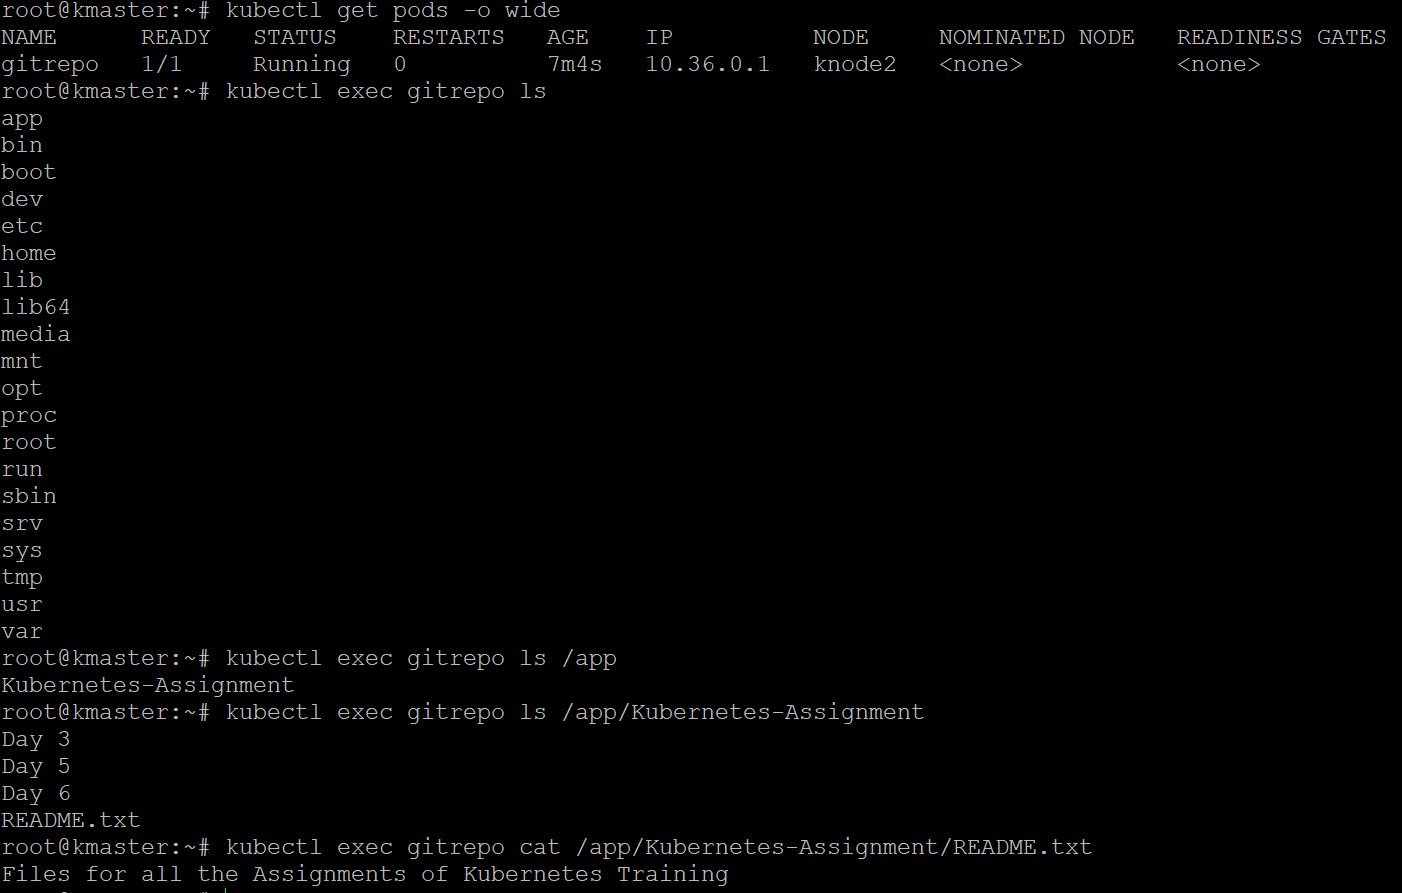 root@kmaster:~# kubectl get pods -o wide
NAME      READY   STATUS    RESTARTS   AGE    IP          NODE     NOMINATED NODE   READINESS GATES
gitrepo   1/1     Running   0          7m4s   10.36.0.1   knode2   <none>           <none>
root@kmaster:~# kubectl exec gitrepo ls
app
bin
boot
dev
etc
home
lib
lib64
media
mnt
opt
proc
root
run
sbin
srv
sys
tmp
usr
var
root@kmaster:~# kubectl exec gitrepo ls /app
Kubernetes-Assignment
root@kmaster:~# kubectl exec gitrepo ls /app/Kubernetes-Assignment
Day 3
Day 5
Day 6
README.txt
root@kmaster:~# kubectl exec gitrepo cat /app/Kubernetes-Assignment/README.txt
Files for all the Assignments of Kubernetes Training